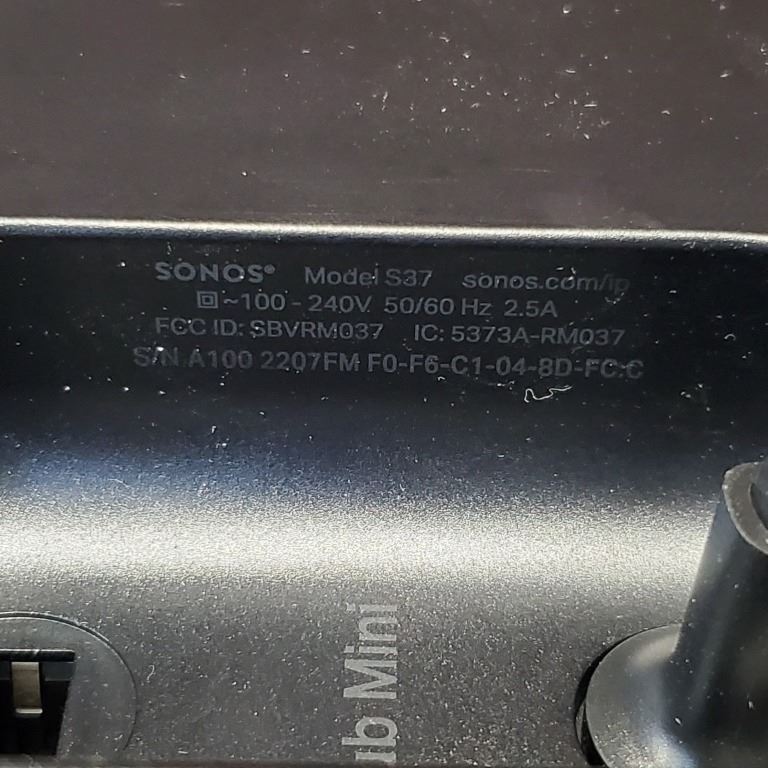 SONOS® Model S37 sonos.com/ip
⧈~100 - 240V 50/60 Hz 2.5A
FCC ID: SBVRM037 IC: 5373A-RM037
S/N A100 2207FM F0-F6-C1-04-8D-FC:C
ub Mini